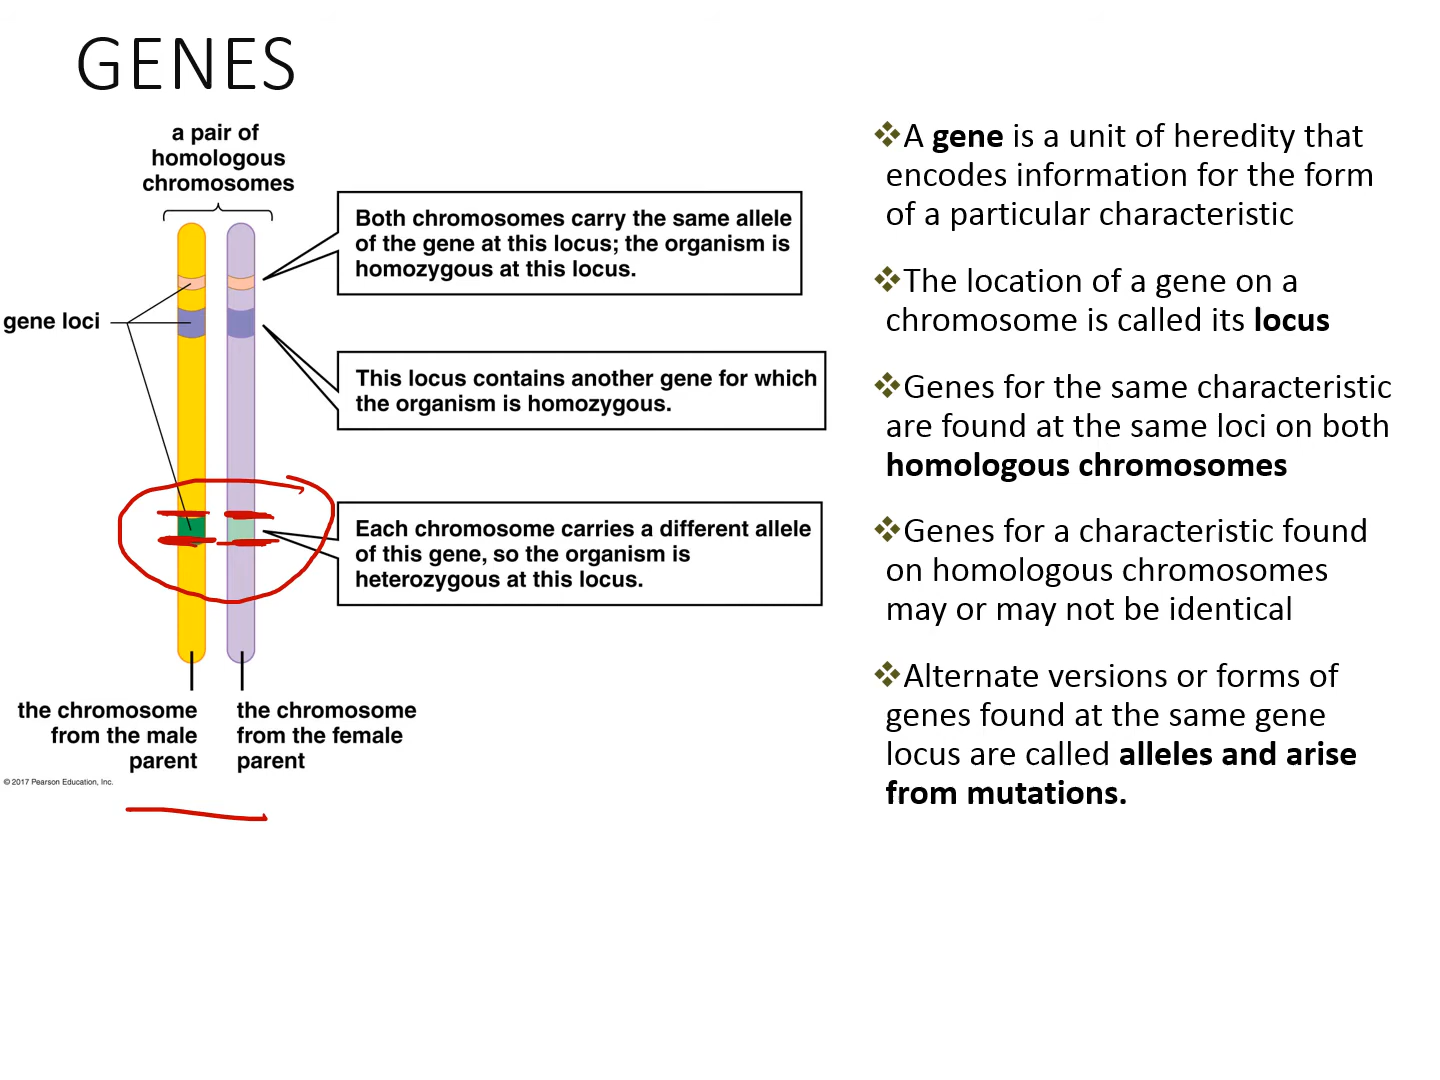 GENES
a pair of
homologous
chromosomes
Both chromosomes carry the same allele
of the gene at this locus; the organism is
homozygous at this locus.
gene loci
This locus contains another gene for which
the organism is homozygous.
Each chromosome carries a different allele
of this gene, so the organism is
heterozygous at this locus.
the chromosome
from the male
parent
the chromosome
from the female
parent
© 2017 Pearson Education, Inc.
❖A gene is a unit of heredity that
encodes information for the form
of a particular characteristic
❖The location of a gene on a
chromosome is called its locus
❖Genes for the same characteristic
are found at the same loci on both
homologous chromosomes
❖Genes for a characteristic found
on homologous chromosomes
may or may not be identical
❖Alternate versions or forms of
genes found at the same gene
locus are called alleles and arise
from mutations.